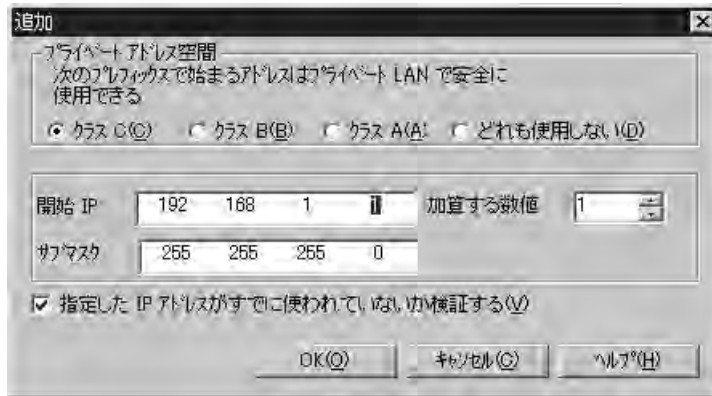 追加
プライベート アドレス空間
次のプレフィックスで始まるアドレスはプライベート LAN で安全に
使用できる
クラス C(C) クラス B(B) クラス A(A) どれも使用しない(D)
開始 IP 192 168 1 1 加算する数値 1
サブマスク 255 255 255 0
指定した IP アドレスがすでに使われていないか検証する(V)
OK(O) キャンセル(C) ヘルプ(H)